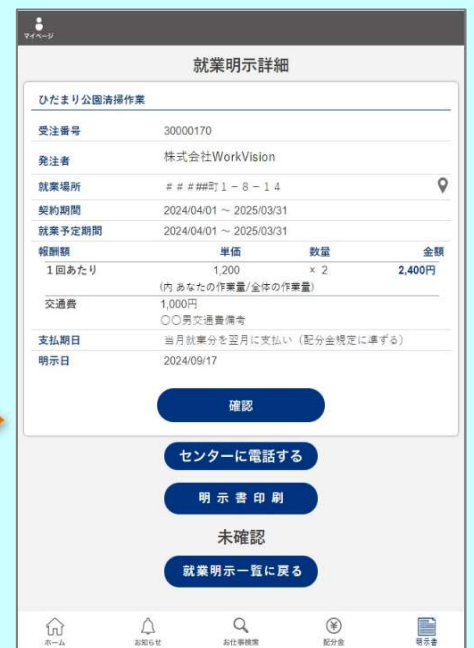 マイページ
就業明示詳細
ひだまり公園清掃作業
受注番号 30000170
発注者 株式会社WorkVision
就業場所 ＃＃＃##町１－８－１４
契約期間 2024/04/01 ～ 2025/03/31
就業予定期間 2024/04/01 ～ 2025/03/31
報酬額 単価 数量 金額
１回あたり 1,200 × 2 2,400円
(内 あなたの作業量/全体の作業量)
交通費 1,000円
〇〇男交通費備考
支払期日 当月就業分を翌月に支払い（配分金規定に準ずる）
明示日 2024/09/17
確認
センターに電話する
明示書印刷
未確認
就業明示一覧に戻る
ホーム お知らせ お仕事検索 配分金 明示書